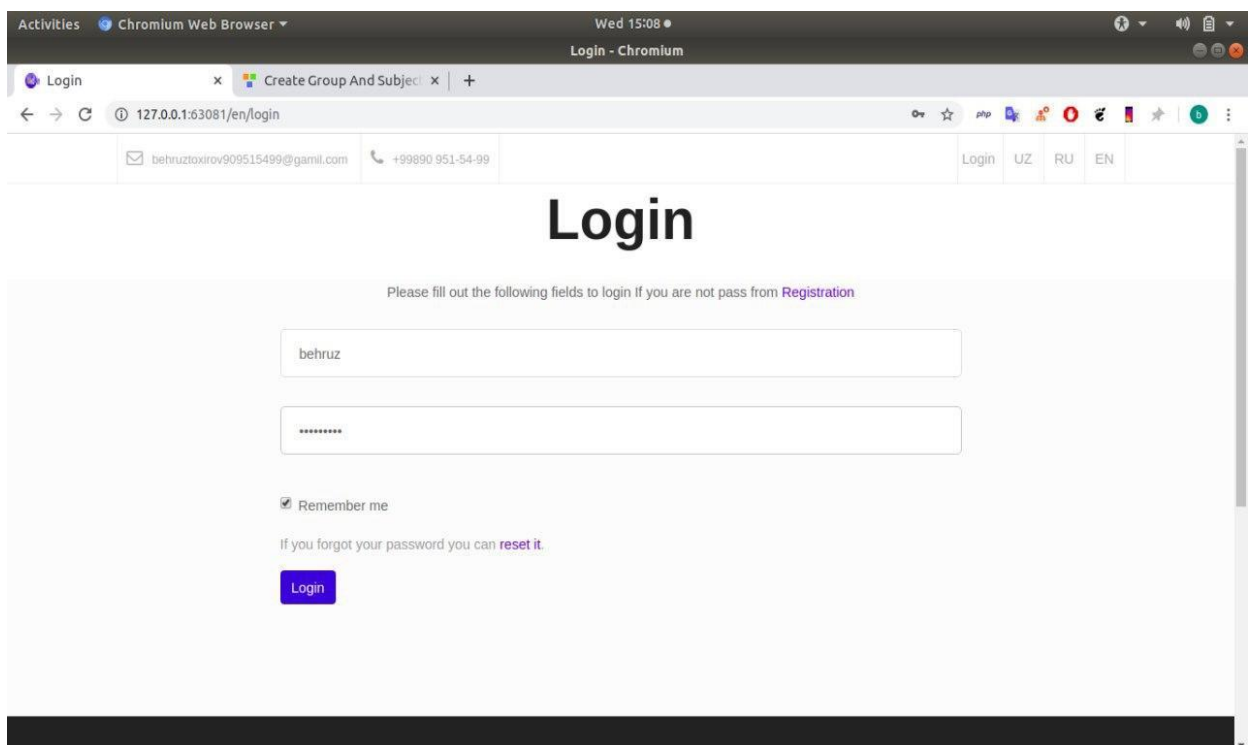 Activities Chromium Web Browser Wed 15:08
Login - Chromium
Login Create Group And Subject
127.0.0.1:63081/en/login php b
behruztoxirov909515499@gamil.com +99890 951-54-99 Login UZ RU EN
Login
Please fill out the following fields to login If you are not pass from Registration
behruz
•••••••••
Remember me
If you forgot your password you can reset it.
Login